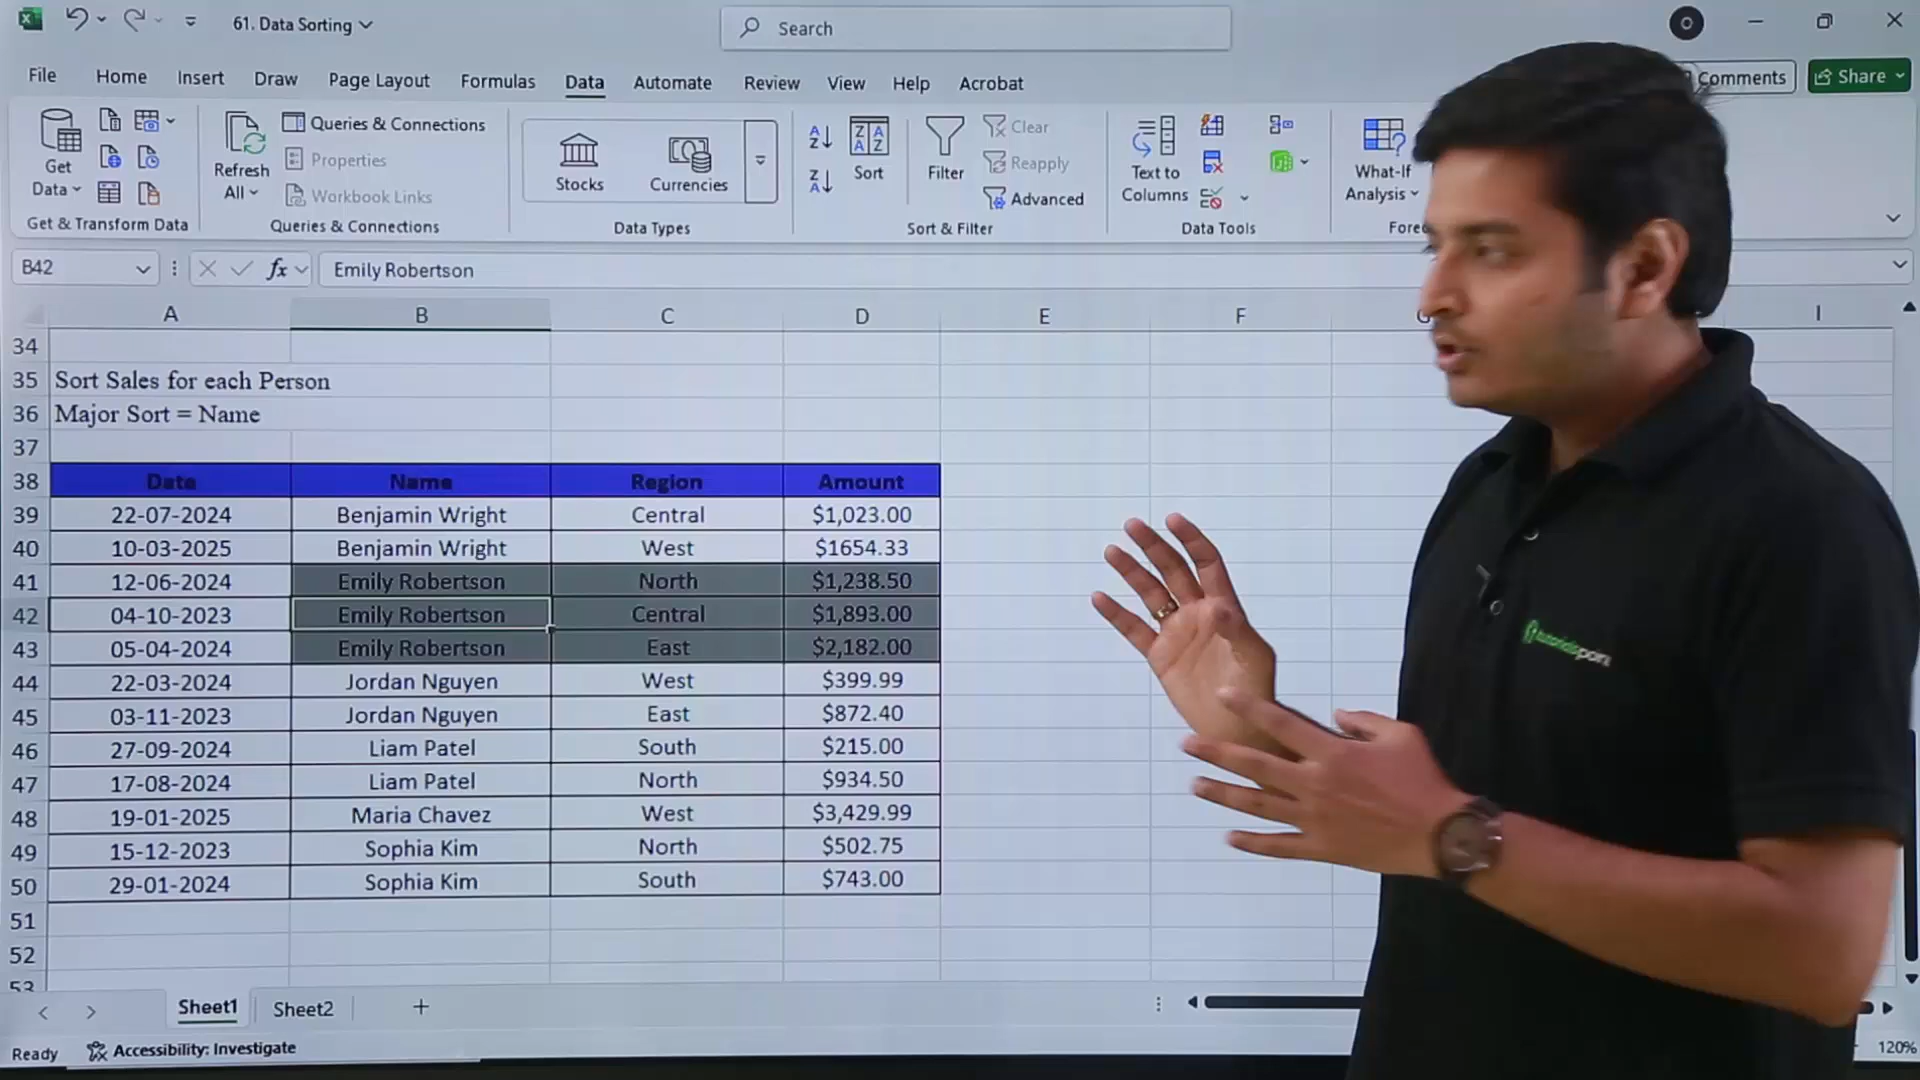 61. Data Sorting
Search
O
File Home Insert Draw Page Layout Formulas Data Automate Review View Help Acrobat
Comments
Share
Get
Data
Get & Transform Data
Refresh
All
Queries & Connections
Properties
Workbook Links
Queries & Connections
Stocks
Currencies
Data Types
Sort
Filter
Clear
Reapply
Advanced
Sort & Filter
Text to
Columns
Data Tools
What-If
Analysis
B42
fx
Emily Robertson
A B C D E F I
34
35 Sort Sales for each Person
36 Major Sort = Name
37
38 Date Name Region Amount
39 22-07-2024 Benjamin Wright Central $1,023.00
40 10-03-2025 Benjamin Wright West $1654.33
41 12-06-2024 Emily Robertson North $1,238.50
42 04-10-2023 Emily Robertson Central $1,893.00
43 05-04-2024 Emily Robertson East $2,182.00
44 22-03-2024 Jordan Nguyen West $399.99
45 03-11-2023 Jordan Nguyen East $872.40
46 27-09-2024 Liam Patel South $215.00
47 17-08-2024 Liam Patel North $934.50
48 19-01-2025 Maria Chavez West $3,429.99
49 15-12-2023 Sophia Kim North $502.75
50 29-01-2024 Sophia Kim South $743.00
51
52
53
Sheet1 Sheet2
Ready
Accessibility: Investigate
120%
tutorialspoint